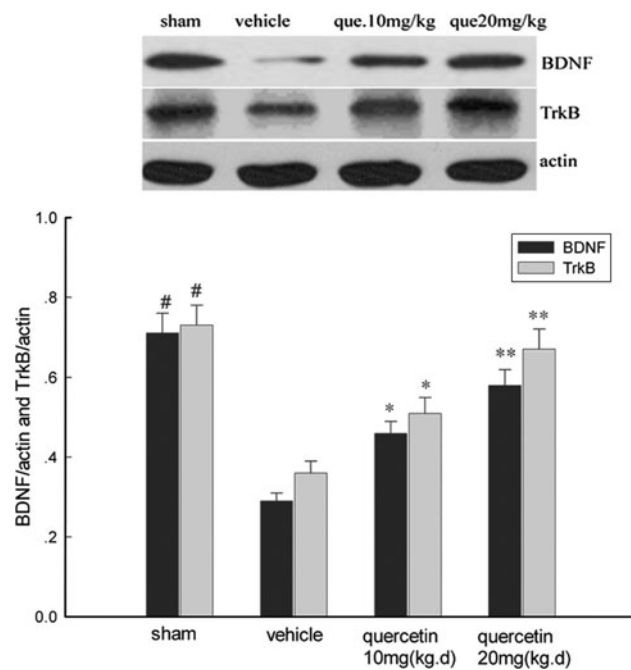 sham vehicle que.10mg/kg que20mg/kg
BDNF
TrkB
actin
1.0
.8
.6
.4
.2
0.0
BDNF/actin and TrkB/actin
BDNF
TrkB
# #
* *
** **
sham vehicle quercetin 10mg(kg.d) quercetin 20mg(kg.d)